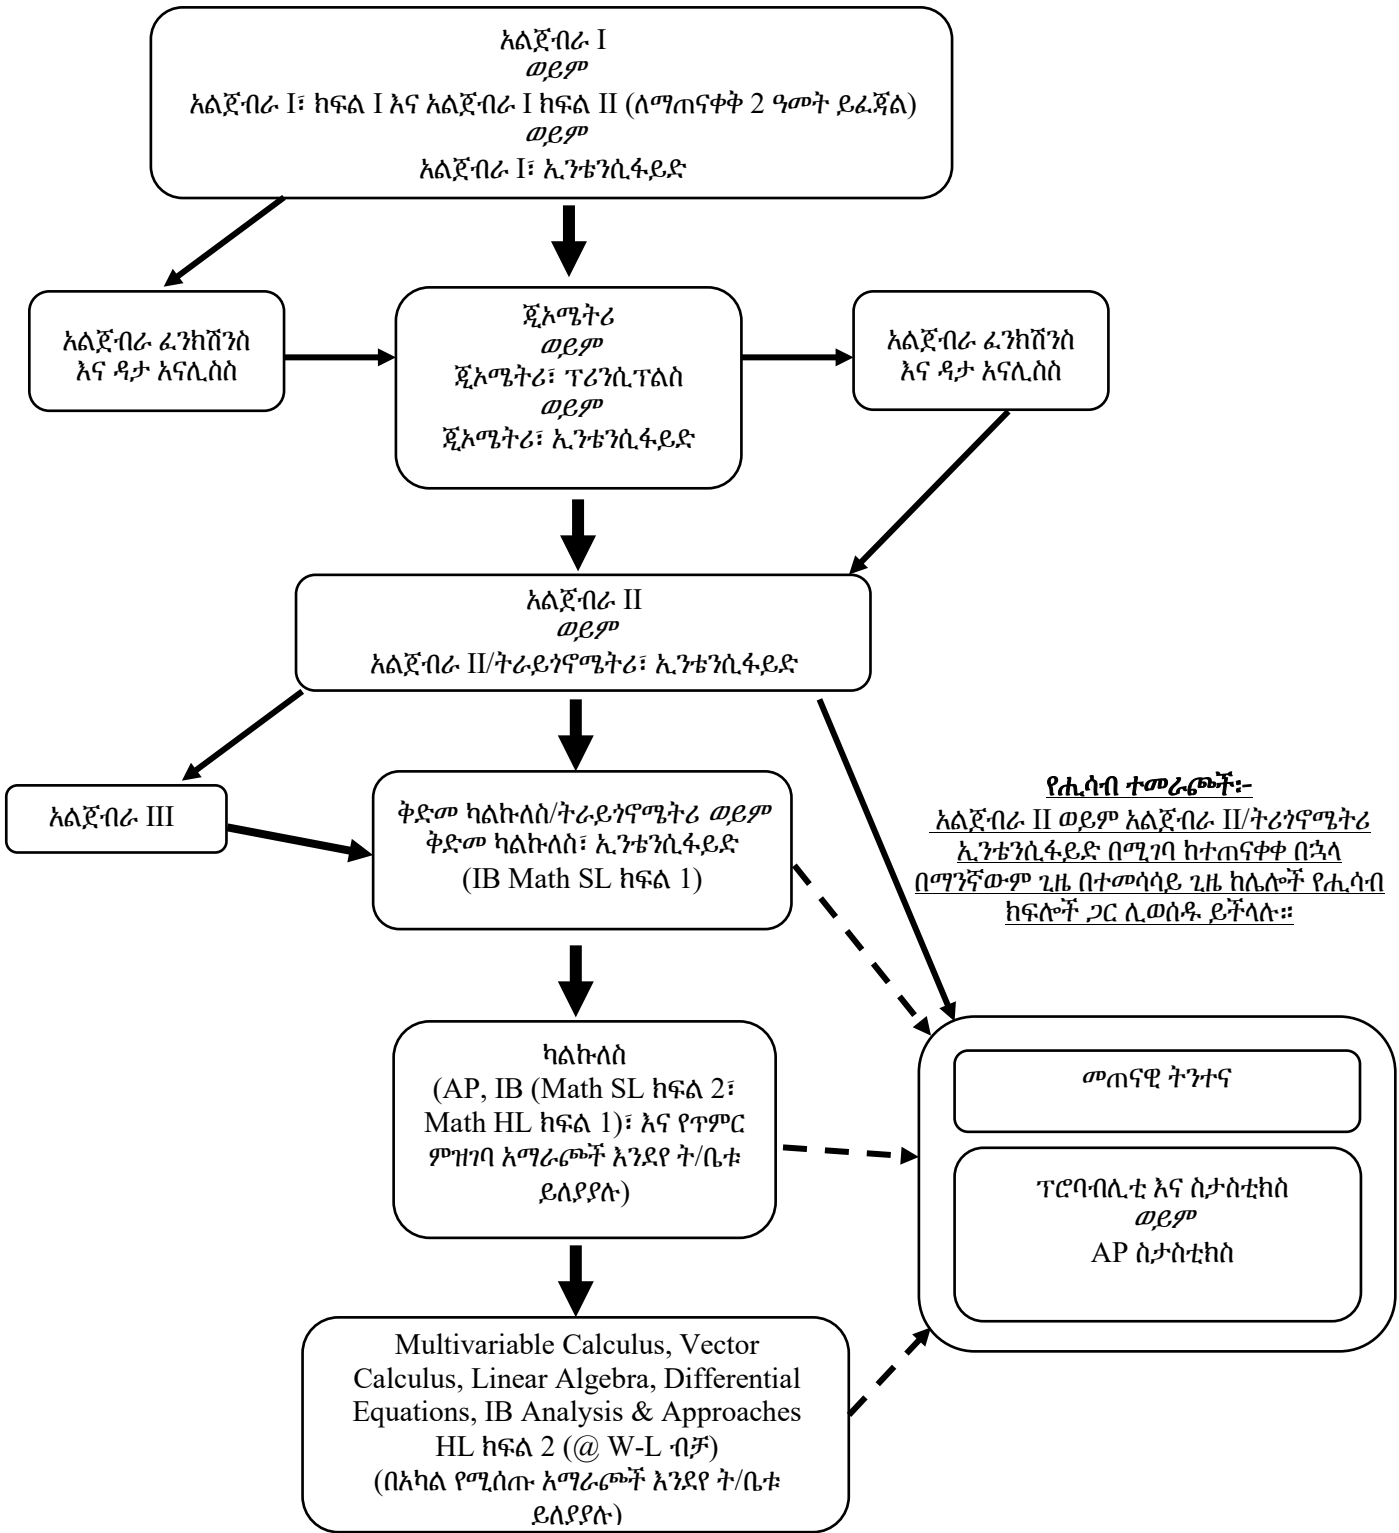 አልጀብራ I
ወይም
አልጀብራ I፣ ክፍል I እና አልጀብራ I ክፍል II (ለማጠናቀቅ 2 ዓመት ይፈጃል)
ወይም
አልጀብራ I፣ ኢንቴንሲፋይድ
አልጀብራ ፈንክሽንስ
እና ዳታ አናሊስስ
ጂኦሜትሪ
ወይም
ጂኦሜትሪ፣ ፕሪንሲፕልስ
ወይም
ጂኦሜትሪ፣ ኢንቴንሲፋይድ
አልጀብራ ፈንክሽንስ
እና ዳታ አናሊስስ
አልጀብራ II
ወይም
አልጀብራ II/ትራይጎኖሜትሪ፣ ኢንቴንሲፋይድ
አልጀብራ III
ቅድመ ካልኩለስ/ትራይጎኖሜትሪ ወይም
ቅድመ ካልኩለስ፣ ኢንቴንሲፋይድ
(IB Math SL ክፍል 1)
የሒሳብ ተመራጮች፦
አልጀብራ II ወይም አልጀብራ II/ትሪጎኖሜትሪ
ኢንቴንሲፋይድ በሚገባ ከተጠናቀቀ በኋላ
በማንኛውም ጊዜ በተመሳሳይ ጊዜ ከሌሎች የሒሳብ
ክፍሎች ጋር ሊወሰዱ ይችላሉ።
ካልኩለስ
(AP, IB (Math SL ክፍል 2፣
Math HL ክፍል 1)፣ እና የጥምር
ምዝገባ አማራጮች እንደየ ት/ቤቱ
ይለያያሉ)
መጠናዊ ትንተና
ፕሮባብሊቲ እና ስታስቲክስ
ወይም
AP ስታስቲክስ
Multivariable Calculus, Vector
Calculus, Linear Algebra, Differential
Equations, IB Analysis & Approaches
HL ክፍል 2 (@ W-L ብቻ)
(በአካል የሚሰጡ አማራጮች እንደየ ት/ቤቱ
ይለያያሉ)